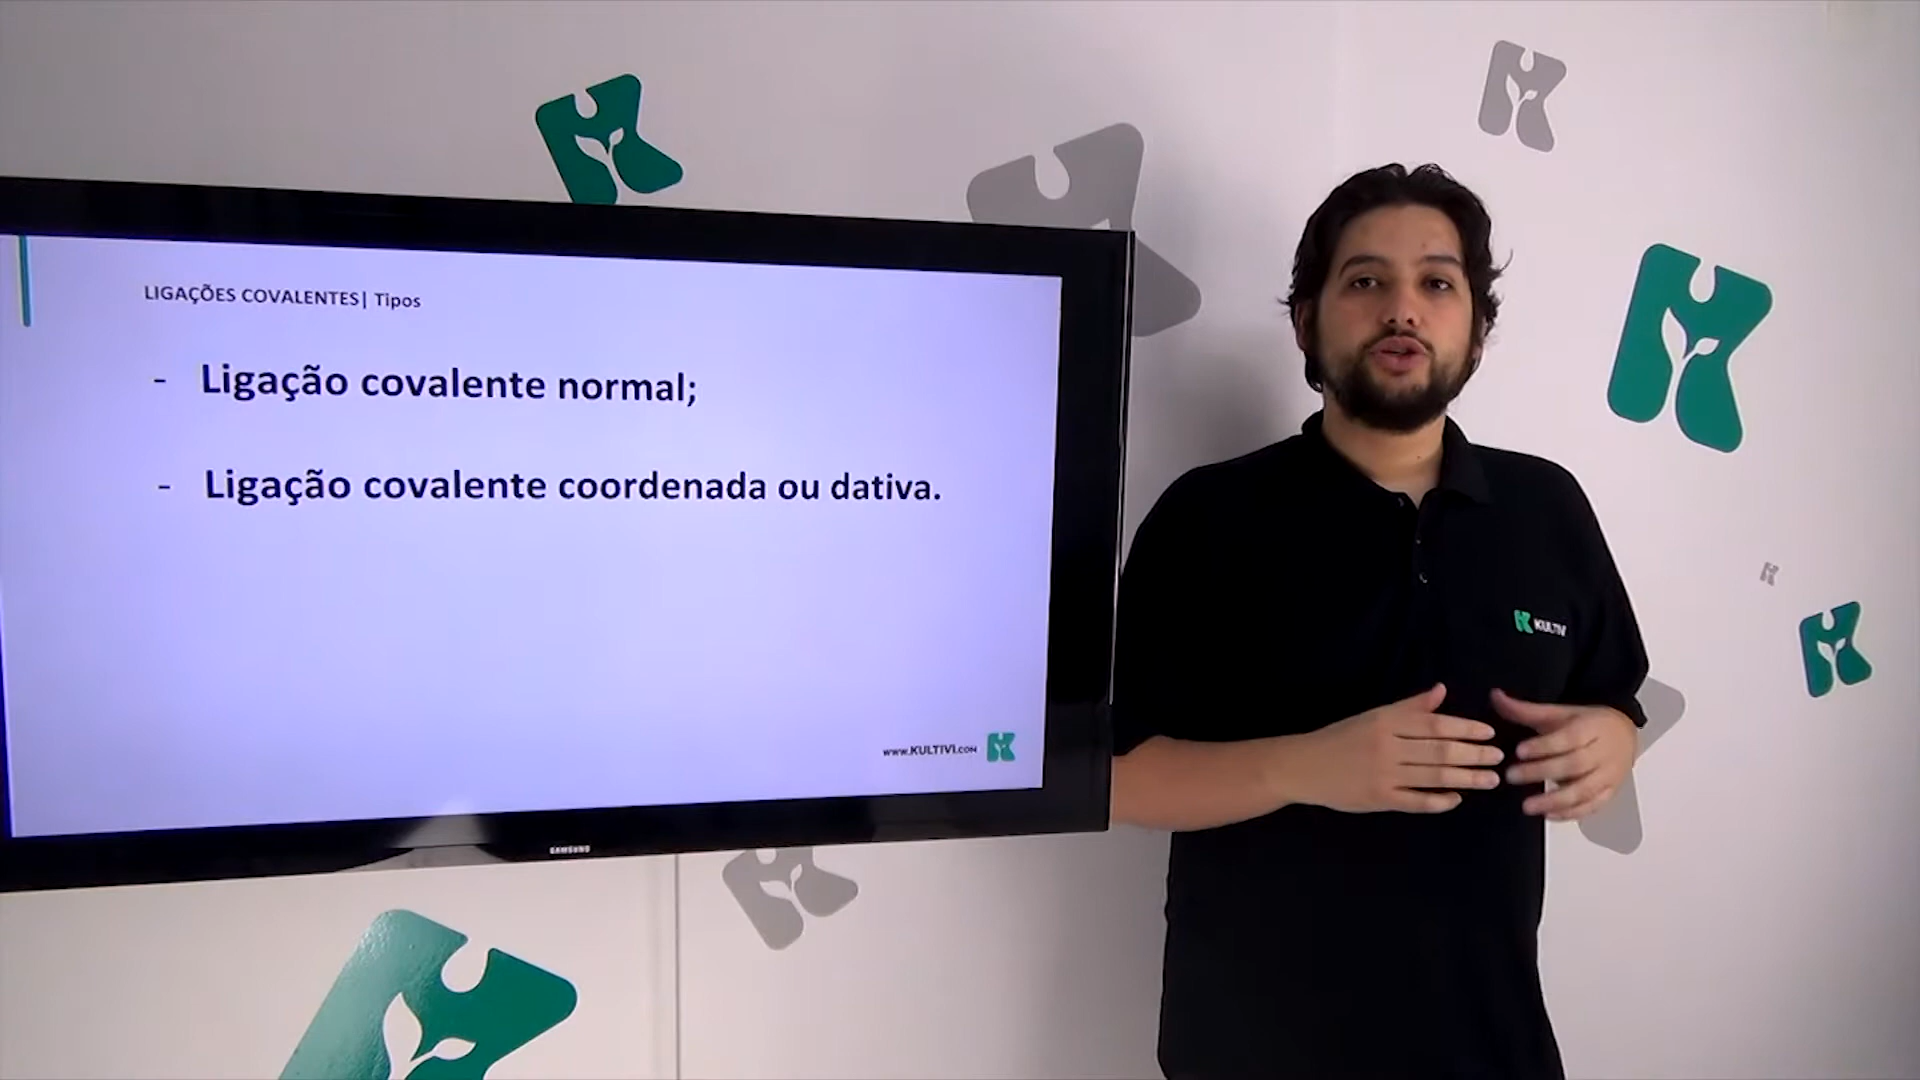 LIGAÇÕES COVALENTES| Tipos
- Ligação covalente normal;
- Ligação covalente coordenada ou dativa.
www.KULTIVI.COM
SAMSUNG
KULTIVI